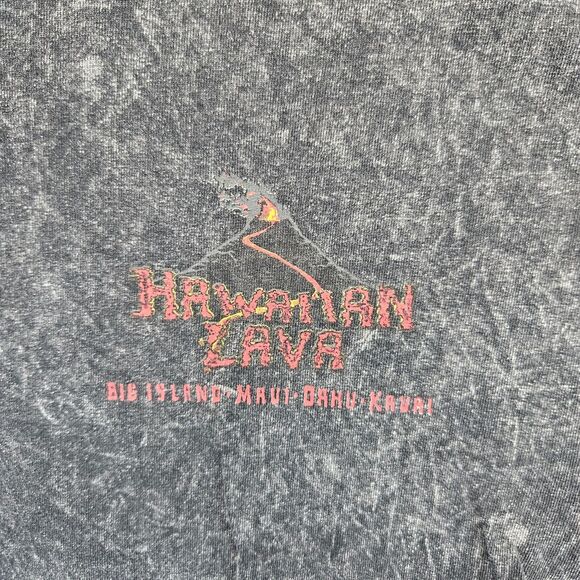 HAWAIIAN
LAVA
BIG ISLAND • MAUI • OAHU • KAUAI